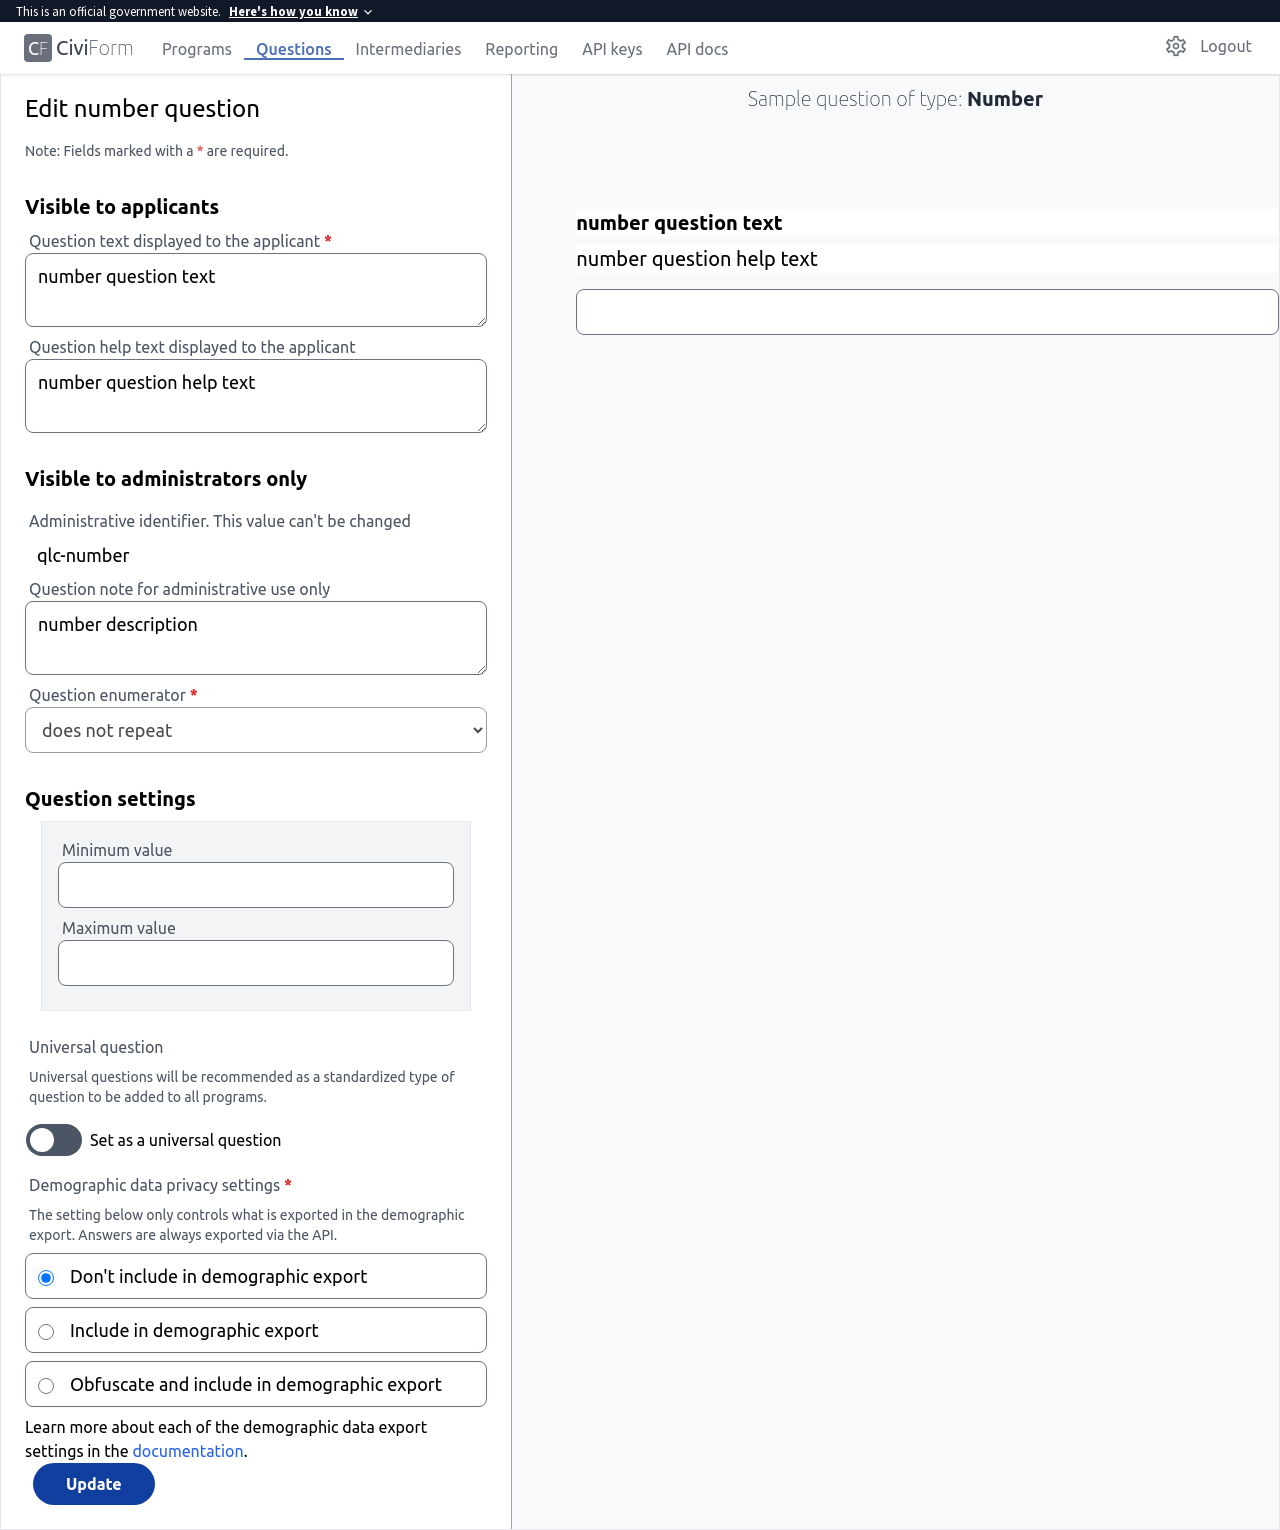 This is an official government website. Here's how you know
CF CiviForm Programs Questions Intermediaries Reporting API keys API docs Logout
Edit number question
Note: Fields marked with a * are required.
Visible to applicants
Question text displayed to the applicant *
number question text
Question help text displayed to the applicant
number question help text
Visible to administrators only
Administrative identifier. This value can't be changed
qlc-number
Question note for administrative use only
number description
Question enumerator *
does not repeat
Question settings
Minimum value
Maximum value
Universal question
Universal questions will be recommended as a standardized type of
question to be added to all programs.
Set as a universal question
Demographic data privacy settings *
The setting below only controls what is exported in the demographic
export. Answers are always exported via the API.
Don't include in demographic export
Include in demographic export
Obfuscate and include in demographic export
Learn more about each of the demographic data export
settings in the documentation.
Update
Sample question of type: Number
number question text
number question help text